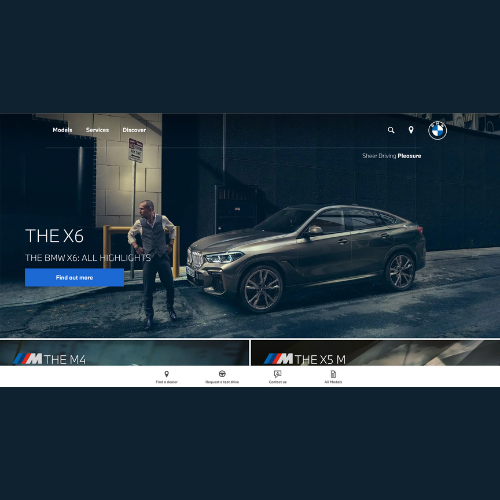 Models Services Discover
Sheer Driving Pleasure
THE X6
THE BMW X6: ALL HIGHLIGHTS
Find out more
M THE M4
M THE X5 M
Find a dealer
Request a test drive
Contact us
All Models